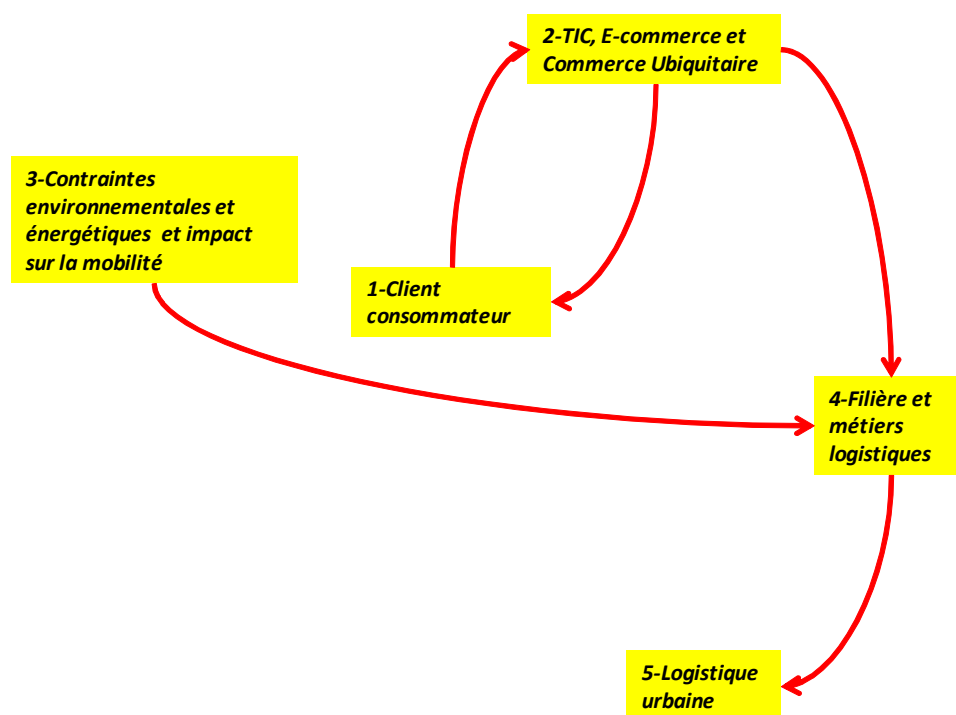 2-TIC, E-commerce et
Commerce Ubiquitaire
3-Contraintes
environnementales et
énergétiques  et impact
sur la mobilité
1-Client
consommateur
4-Filière et
métiers
logistiques
5-Logistique
urbaine